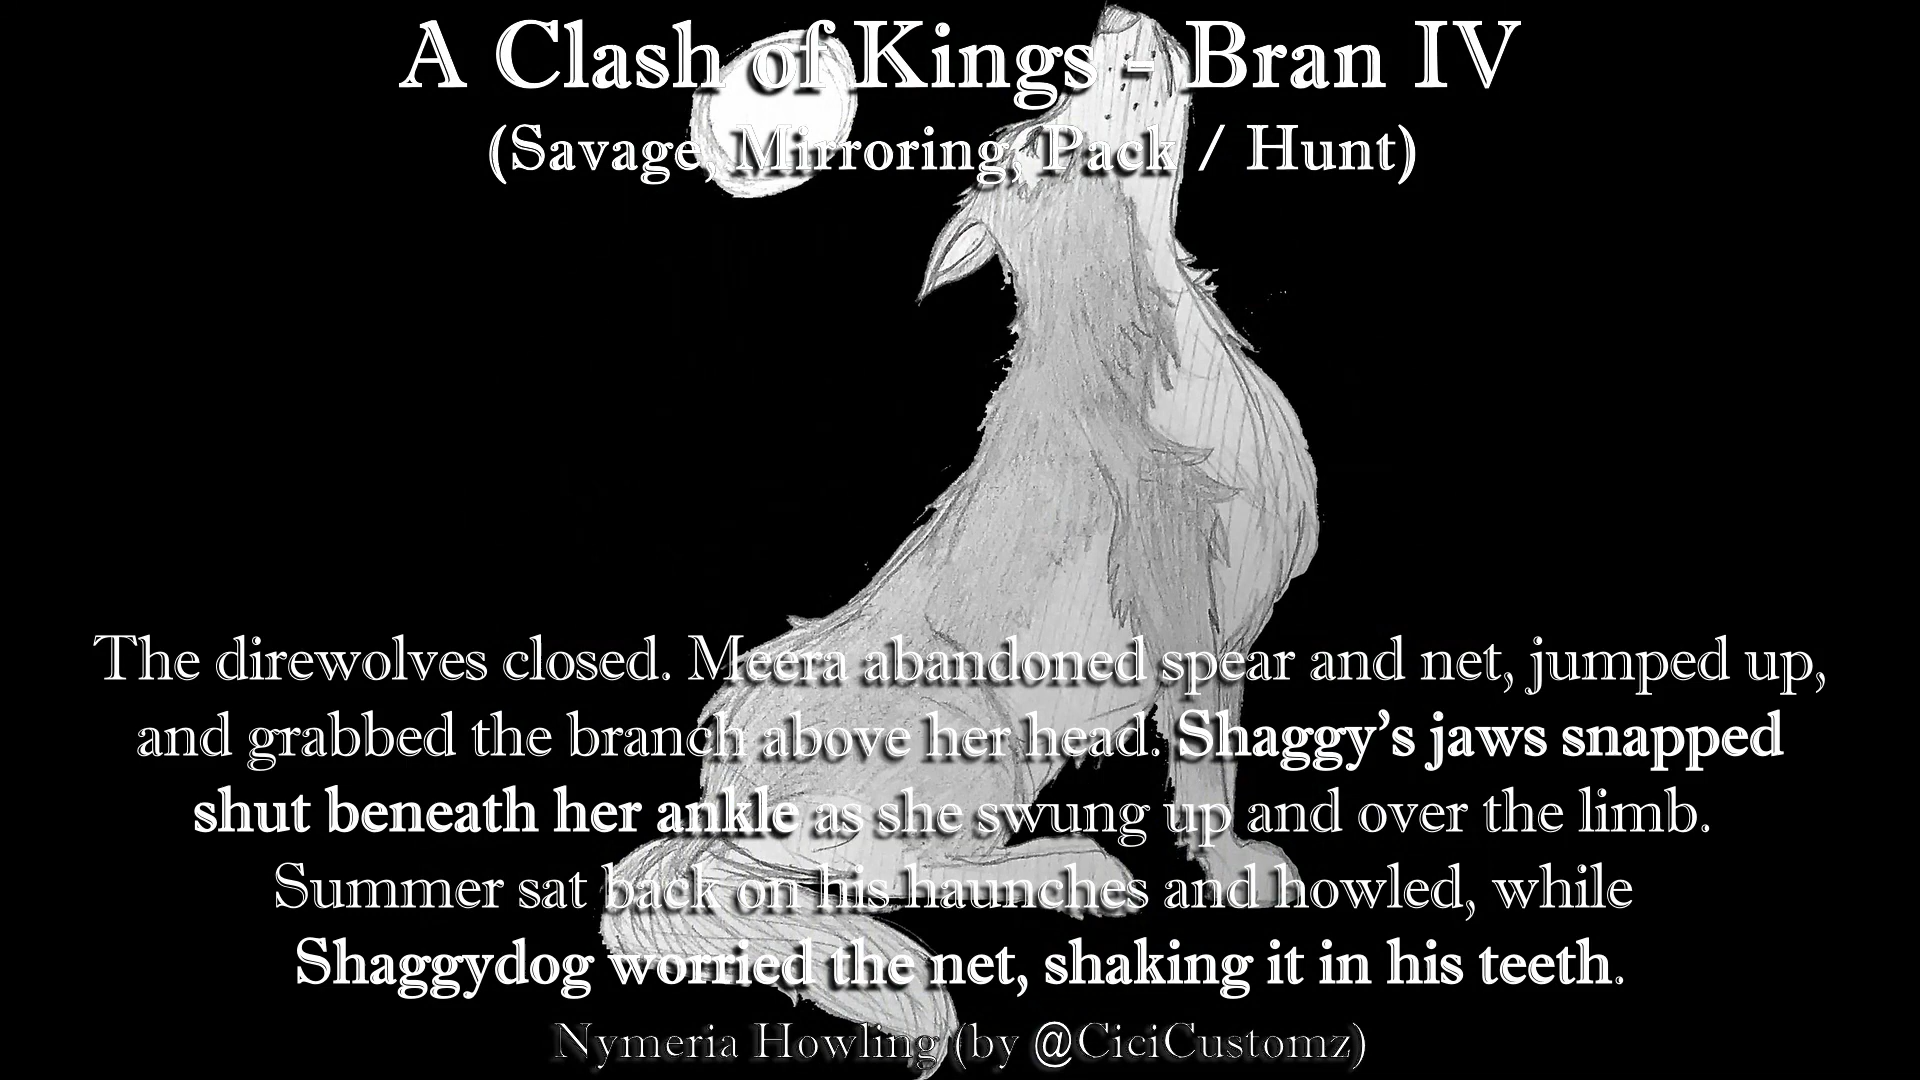 A Clash of Kings - Bran IV
(Savage, Mirroring, Pack / Hunt)
The direwolves closed. Meera abandoned spear and net, jumped up,
and grabbed the branch above her head. Shaggy’s jaws snapped
shut beneath her ankle as she swung up and over the limb.
Summer sat back on his haunches and howled, while
Shaggydog worried the net, shaking it in his teeth.
Nymeria Howling (by @CiciCustomz)